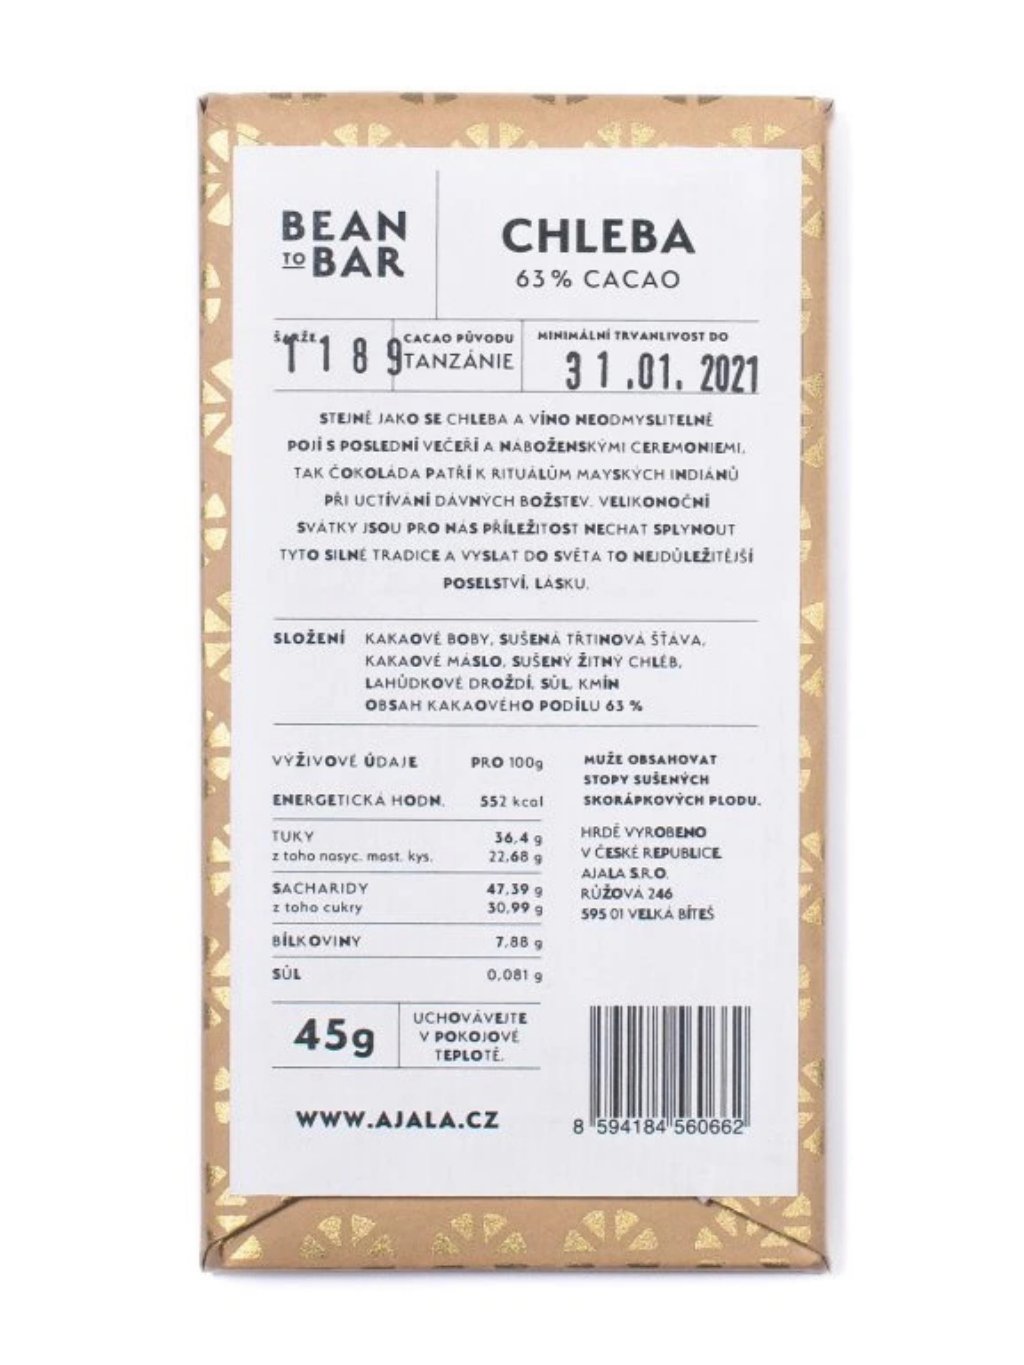 BEAN
TO BAR
CHLEBA
63% CACAO
ŠARŽE
1189
CACAO PŮVODU
TANZÁNIE
MINIMÁLNÍ TRVANLIVOST DO
31.01. 2021
STEJNĚ JAKO SE CHLEBA A VÍNO NEODMYSLITELNĚ
POJÍ S POSLEDNÍ VEČEŘÍ A NÁBOŽENSKÝMI CEREMONIEMI,
TAK ČOKOLÁDA PATŘÍ K RITUÁLŮM MAYSKÝCH INDIÁNŮ
PŘI UCTÍVÁNÍ DÁVNÝCH BOŽSTEV. VELIKONOČNÍ
SVÁTKY JSOU PRO NÁS PŘÍLEŽITOST NECHAT SPLYNOUT
TYTO SILNÉ TRADICE A VYSLAT DO SVĚTA TO NEJDŮLEŽITĚJŠÍ
POSELSTVÍ, LÁSKU.
SLOŽENÍ KAKAOVÉ BOBY, SUŠENÁ TŘTINOVÁ ŠŤÁVA,
KAKAOVÉ MÁSLO, SUŠENÝ ŽITNÝ CHLÉB,
LAHŮDKOVÉ DROŽDÍ, SŮL, KMÍN
OBSAH KAKAOVÉHO PODÍLU 63 %
VÝŽIVOVÉ ÚDAJE PRO 100g
ENERGETICKÁ HODN. 552 kcal
TUKY 36,4 g
z toho nasyc. mast. kys. 22,68 g
SACHARIDY 47,39 g
z toho cukry 30,99 g
BÍLKOVINY 7,88 g
SŮL 0,081 g
MUŽE OBSAHOVAT
STOPY SUŠENÝCH
SKORÁPKOVÝCH PLODU.
HRDĚ VYROBENO
V ČESKÉ REPUBLICE
AJALA S.R.O.
RŮŽOVÁ 246
595 01 VELKÁ BÍTEŠ
45g
UCHOVÁVEJTE
V POKOJOVÉ
TEPLOTĚ.
WWW.AJALA.CZ
8 594184 560662